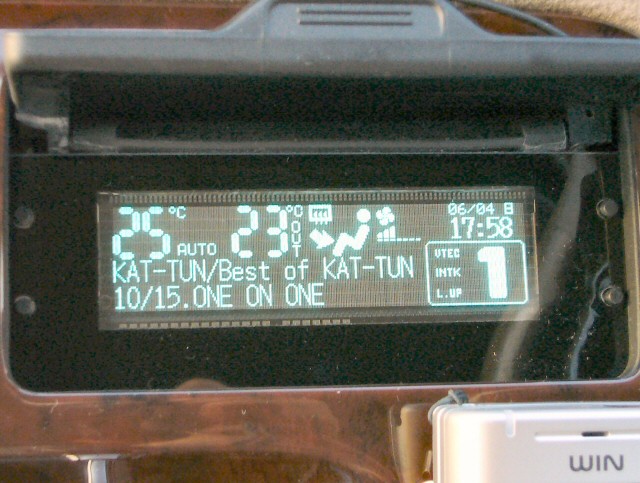 25 °C AUTO 23 °C OUT 06/04 日
17:58
KAT-TUN/Best of KAT-TUN
10/15.ONE ON ONE
VTEC
INTK
L.UP
1
WIN